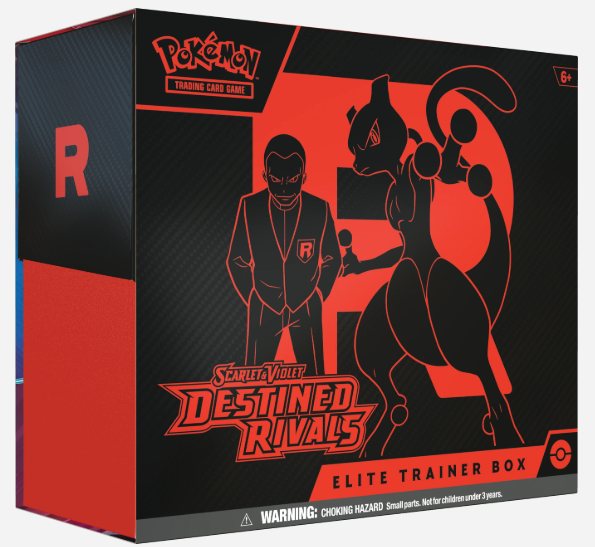 Pokémon
TRADING CARD GAME
6+
R
R
R
SCARLET & VIOLET
DESTINED
RIVALS
ELITE TRAINER BOX
WARNING: CHOKING HAZARD Small parts. Not for children under 3 years.